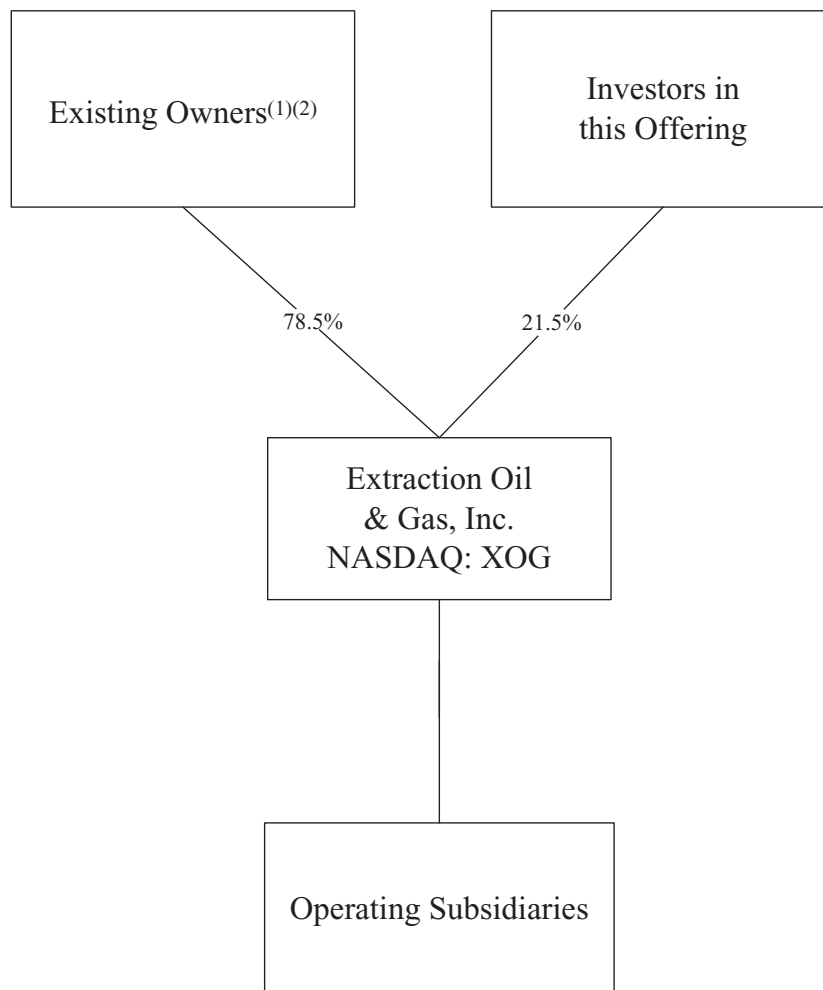 Existing Owners(1)(2)
Investors in
this Offering
78.5%
21.5%
Extraction Oil
& Gas, Inc.
NASDAQ: XOG
Operating Subsidiaries